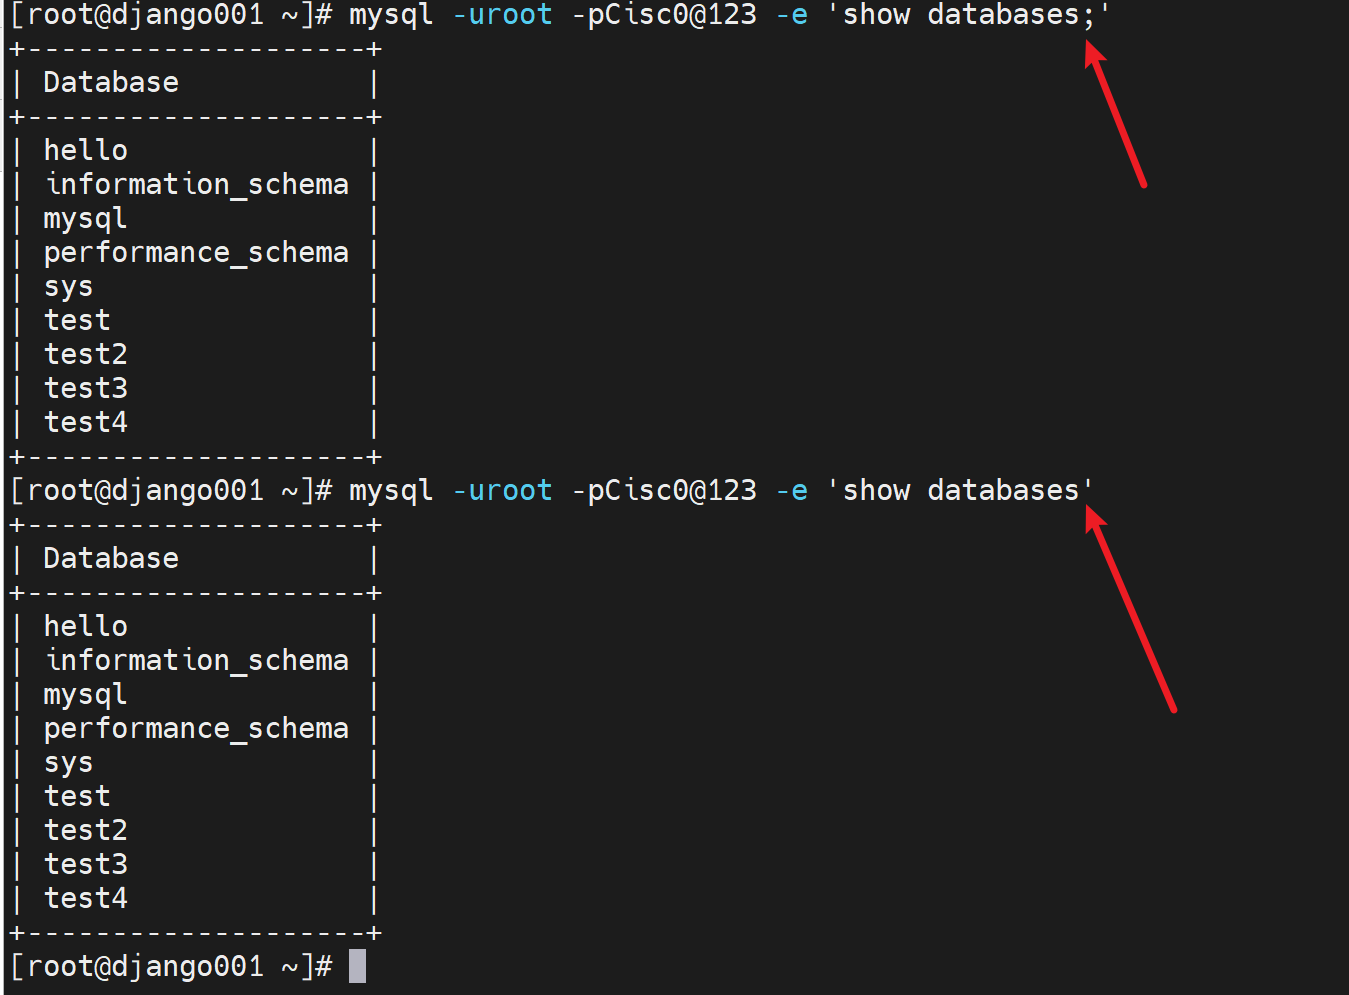 [root@django001 ~]# mysql -uroot -pCisc0@123 -e 'show databases;'
+--------------------+
| Database           |
+--------------------+
| hello              |
| information_schema |
| mysql              |
| performance_schema |
| sys                |
| test               |
| test2              |
| test3              |
| test4              |
+--------------------+
[root@django001 ~]# mysql -uroot -pCisc0@123 -e 'show databases'
+--------------------+
| Database           |
+--------------------+
| hello              |
| information_schema |
| mysql              |
| performance_schema |
| sys                |
| test               |
| test2              |
| test3              |
| test4              |
+--------------------+
[root@django001 ~]#